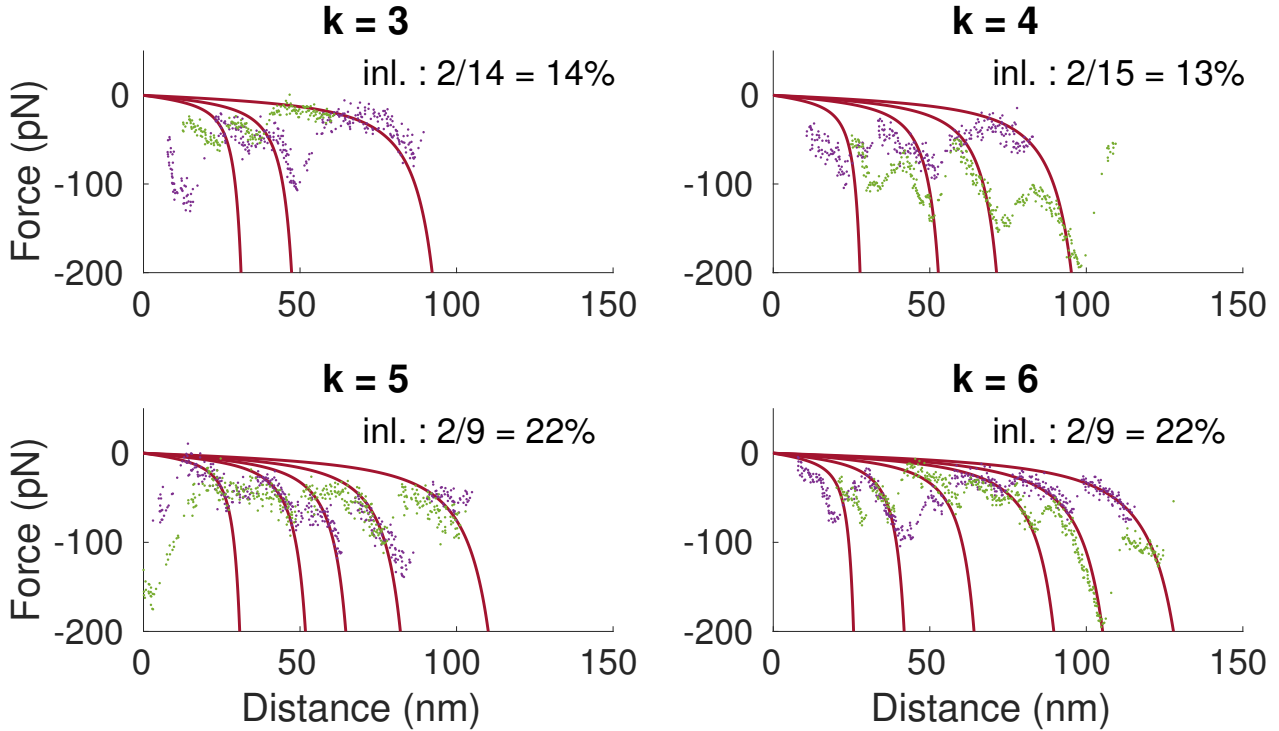 k = 3
inl. : 2/14 = 14%
Force (pN)
0
-100
-200
0
50
100
150
k = 4
inl. : 2/15 = 13%
0
-100
-200
0
50
100
150
k = 5
inl. : 2/9 = 22%
Force (pN)
0
-100
-200
0
50
100
150
Distance (nm)
k = 6
inl. : 2/9 = 22%
0
-100
-200
0
50
100
150
Distance (nm)